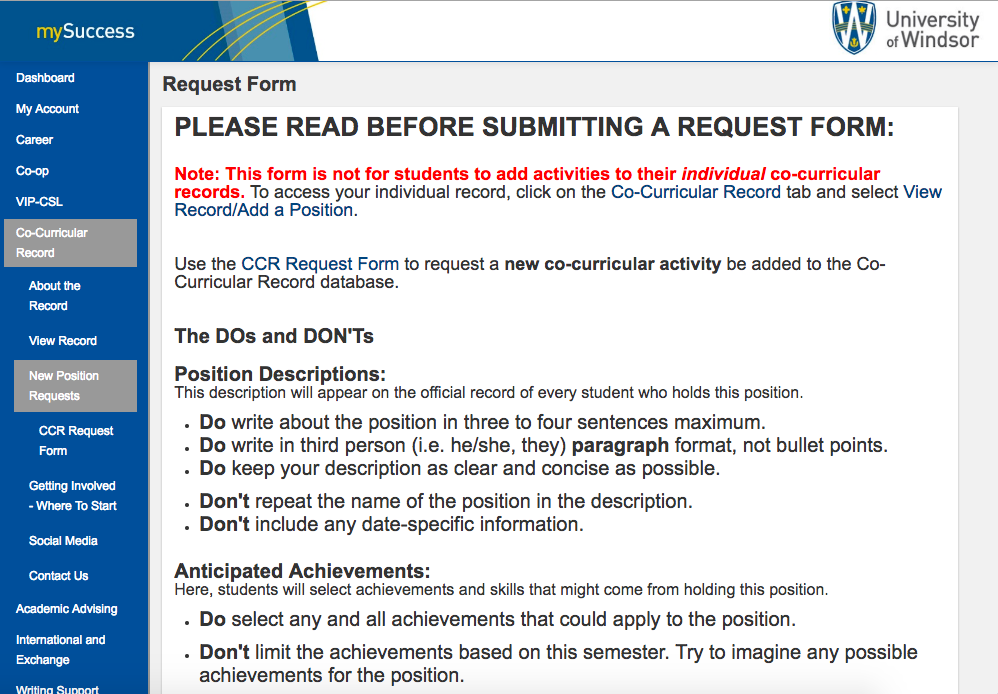 mySuccess
University
of Windsor
Dashboard
My Account
Career
Co-op
VIP-CSL
Co-Curricular
Record
About the
Record
View Record
New Position
Requests
CCR Request
Form
Getting Involved
- Where To Start
Social Media
Contact Us
Academic Advising
International and
Exchange
Writing Support
Request Form
PLEASE READ BEFORE SUBMITTING A REQUEST FORM:
Note: This form is not for students to add activities to their individual co-curricular
records. To access your individual record, click on the Co-Curricular Record tab and select View
Record/Add a Position.
Use the CCR Request Form to request a new co-curricular activity be added to the Co-
Curricular Record database.
The DOs and DON'Ts
Position Descriptions:
This description will appear on the official record of every student who holds this position.
• Do write about the position in three to four sentences maximum.
• Do write in third person (i.e. he/she, they) paragraph format, not bullet points.
• Do keep your description as clear and concise as possible.
• Don't repeat the name of the position in the description.
• Don't include any date-specific information.
Anticipated Achievements:
Here, students will select achievements and skills that might come from holding this position.
• Do select any and all achievements that could apply to the position.
• Don't limit the achievements based on this semester. Try to imagine any possible
achievements for the position.